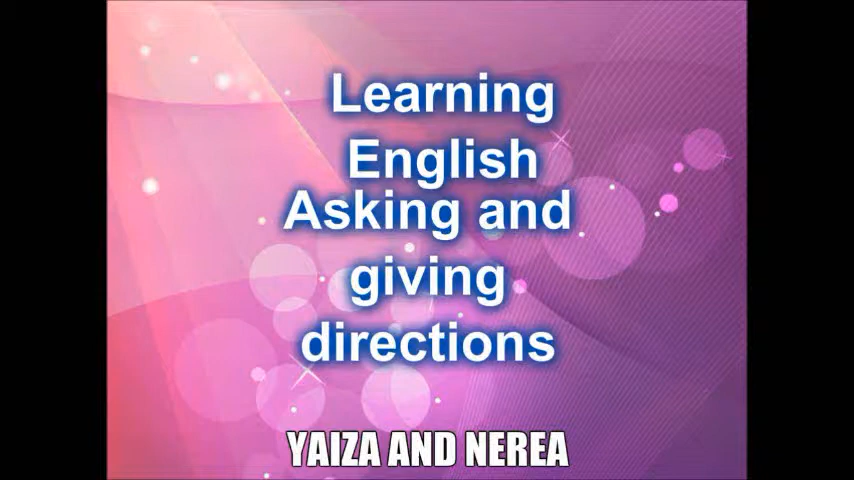 Learning
English
Asking and
giving
directions
YAIZA AND NEREA